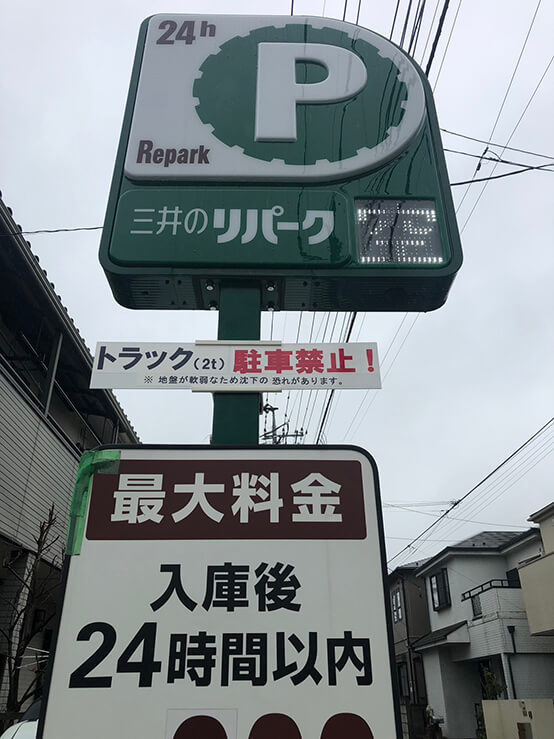 24h
P
Repark
三井のリパーク
トラック(2t) 駐車禁止!
※ 地盤が軟弱なため沈下の 恐れがあります。
最大料金
入庫後
24時間以内